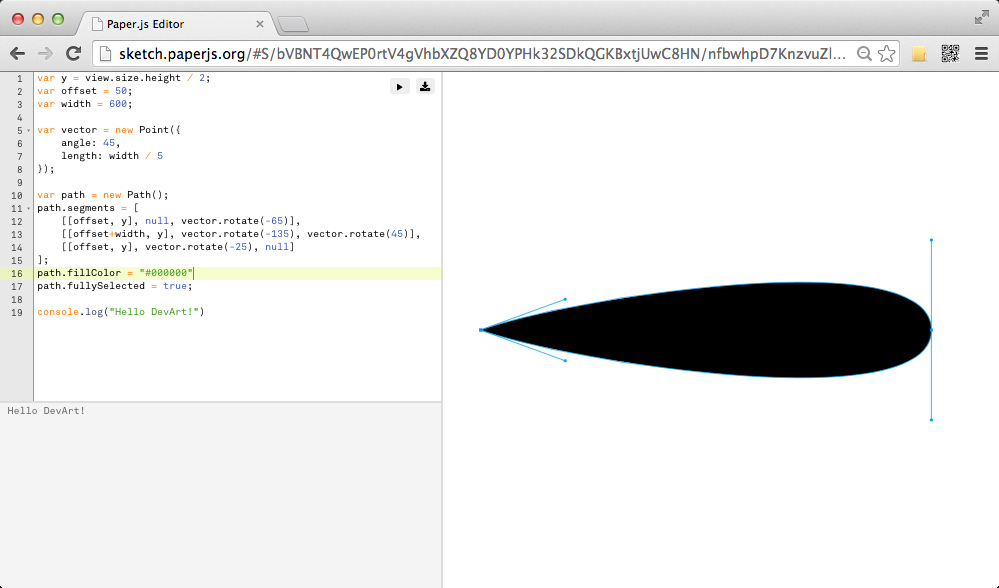 Paper.js Editor
sketch.paperjs.org/#S/bVBNT4QwEP0rtV4gVhbXZQ8YD0YPHk32SDkQGKBxtjUwC8HN/nfbwhpD7KnzvuZl...
1 var y = view.size.height / 2;
2 var offset = 50;
3 var width = 600;
4
5 var vector = new Point({
6 angle: 45,
7 length: width / 5
8 });
9
10 var path = new Path();
11 path.segments = [
12 [[offset, y], null, vector.rotate(-65)],
13 [[offset+width, y], vector.rotate(-135), vector.rotate(45)],
14 [[offset, y], vector.rotate(-25), null]
15 ];
16 path.fillColor = "#000000"
17 path.fullySelected = true;
18
19 console.log("Hello DevArt!")
Hello DevArt!